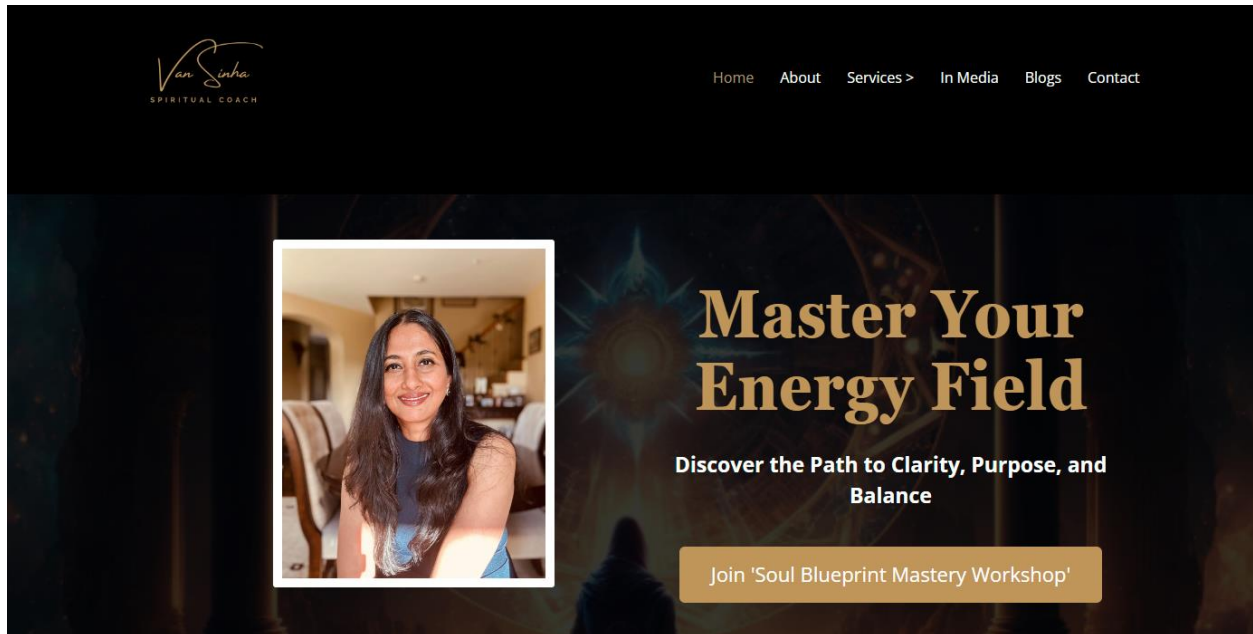 Van Sinha
SPIRITUAL COACH
Home About Services > In Media Blogs Contact
Master Your
Energy Field
Discover the Path to Clarity, Purpose, and
Balance
Join 'Soul Blueprint Mastery Workshop'